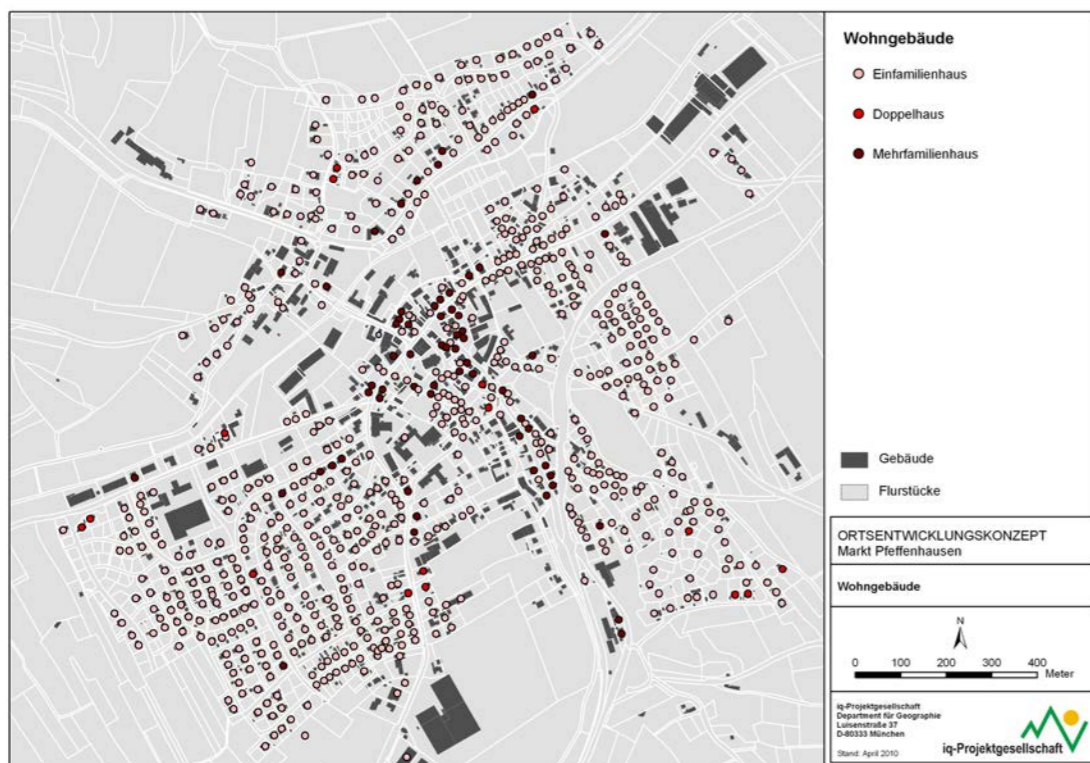 Wohngebäude
Einfamilienhaus
Doppelhaus
Mehrfamilienhaus
Gebäude
Flurstücke
ORTSENTWICKLUNGSKONZEPT
Markt Pfeffenhausen
Wohngebäude
N
0 100 200 300 400
Meter
iq-Projektgesellschaft
Department für Geographie
Luisenstraße 37
D-80333 München
Stand: April 2010
iq-Projektgesellschaft